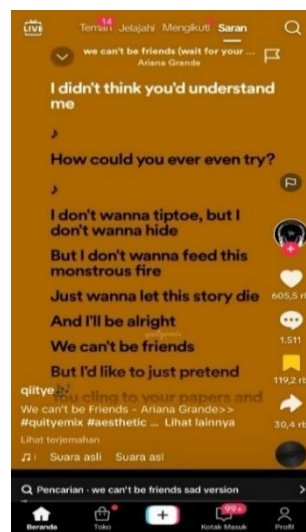 LIVE
14
Teman Jelajahi Mengikuti Saran
we can't be friends (wait for your ...
Ariana Grande
I didn't think you'd understand
me
♪
How could you ever even try?
♪
I don't wanna tiptoe, but I
don't wanna hide
But I don't wanna feed this
monstrous fire
Just wanna let this story die
And I'll be alright
quityemix
We can't be friends
But I'd like to just pretend
You cling to your papers and
605,5 rb
1.511
119,2 rb
30,4 rb
qiitye
We can't be Friends - Ariana Grande>>
#quityemix #aesthetic ... Lihat lainnya
Lihat terjemahan
Suara asli Suara asl
Pencarian · we can't be friends sad version
99+
Beranda Toko Kotak Masuk Profil